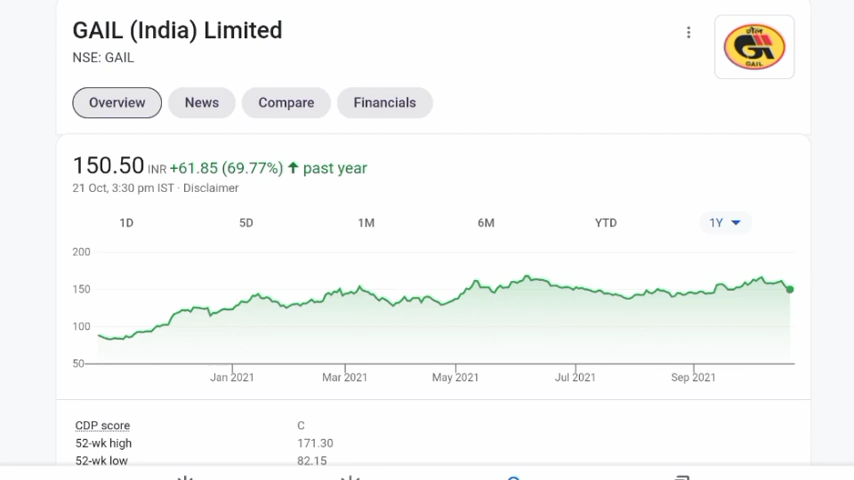 GAIL (India) Limited
NSE: GAIL
गेल
GAIL
Overview News Compare Financials
150.50 INR +61.85 (69.77%) ↑ past year
21 Oct, 3:30 pm IST · Disclaimer
1D 5D 1M 6M YTD 1Y
200
150
100
50
Jan 2021 Mar 2021 May 2021 Jul 2021 Sep 2021
CDP score C
52-wk high 171.30
52-wk low 82.15